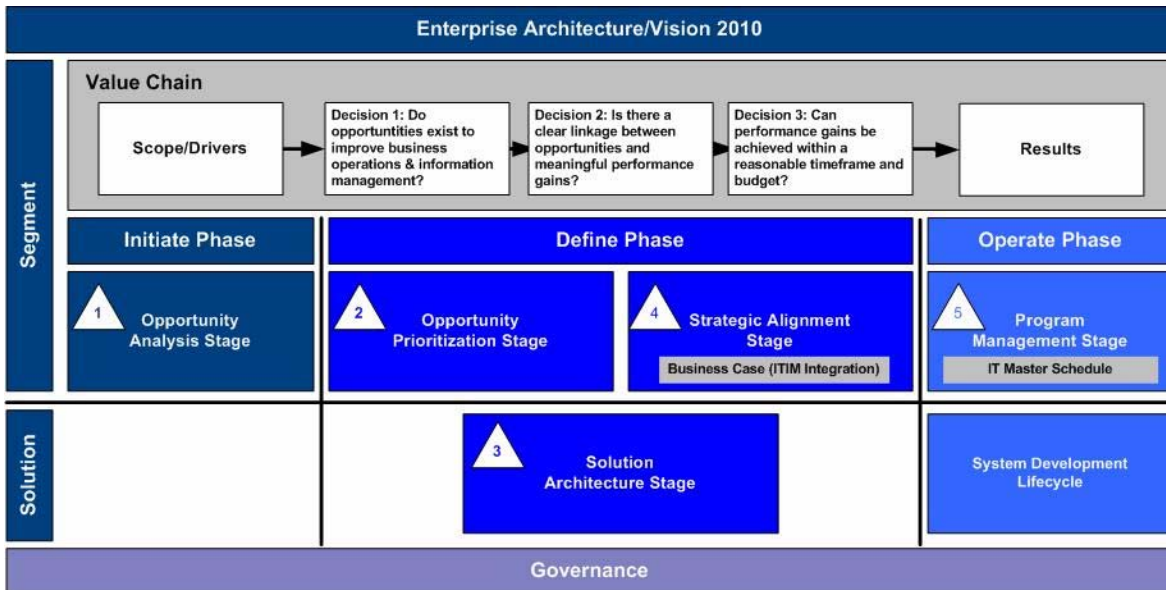 Enterprise Architecture/Vision 2010
Segment
Value Chain
Scope/Drivers
Decision 1: Do
opportuntities exist to
improve business
operations & information
management?
Decision 2: Is there a
clear linkage between
opportunities and
meaningful performance
gains?
Decision 3: Can
performance gains be
achieved within a
reasonable timeframe and
budget?
Results
Initiate Phase
Define Phase
Operate Phase
1
Opportunity
Analysis Stage
2
Opportunity
Prioritization Stage
4
Strategic Alignment
Stage
Business Case (ITIM Integration)
5
Program
Management Stage
IT Master Schedule
Solution
3
Solution
Architecture Stage
System Development
Lifecycle
Governance